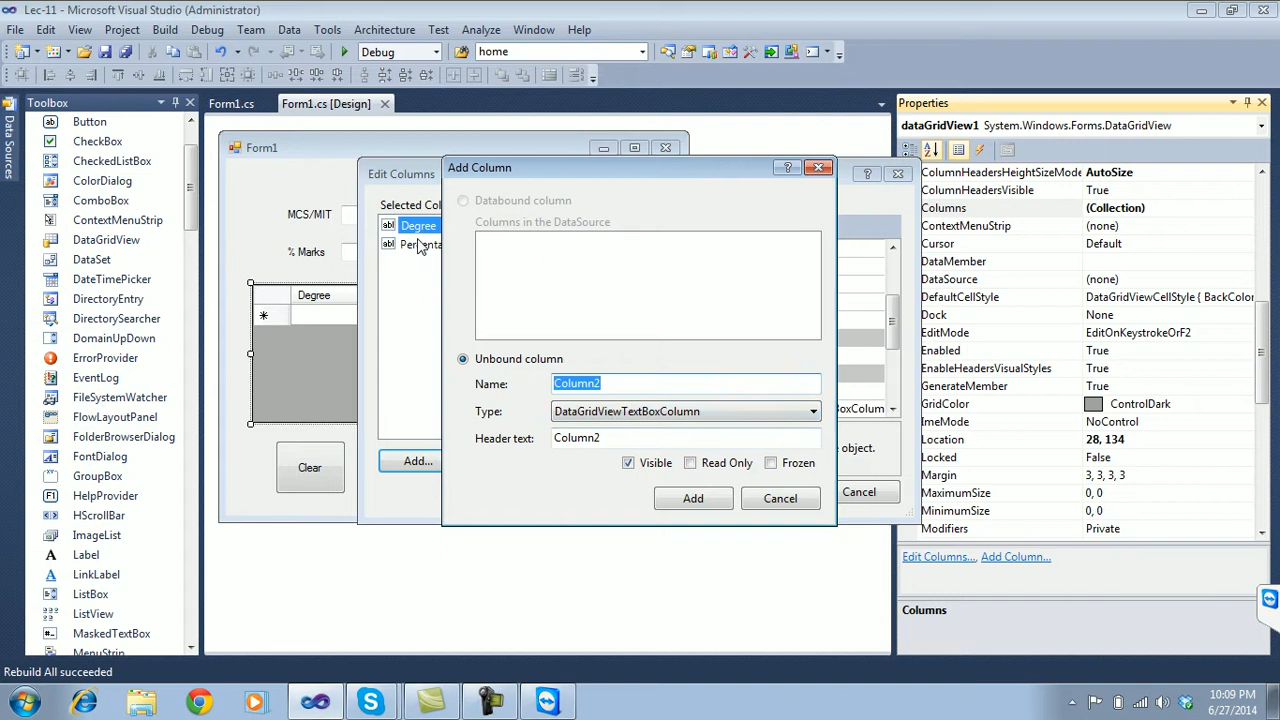 Lec-11 - Microsoft Visual Studio (Administrator)
File Edit View Project Build Debug Team Data Tools Architecture Test Analyze Window Help
Debug
home
Data Sources
Toolbox
Button
CheckBox
CheckedListBox
ColorDialog
ComboBox
ContextMenuStrip
DataGridView
DataSet
DateTimePicker
DirectoryEntry
DirectorySearcher
DomainUpDown
ErrorProvider
EventLog
FileSystemWatcher
FlowLayoutPanel
FolderBrowserDialog
FontDialog
GroupBox
HelpProvider
HScrollBar
ImageList
Label
LinkLabel
ListBox
ListView
MaskedTextBox
MenuStrip
Form1.cs
Form1.cs [Design]
Form1
MCS/MIT
% Marks
Degree
Clear
Edit Columns
Selected Col
Degree
Add...
Add Column
Databound column
Columns in the DataSource
Unbound column
Name: Column2
Type: DataGridViewTextBoxColumn
Header text: Column2
Visible
Read Only
Frozen
Add
Cancel
oxColum
object.
Cancel
Properties
dataGridView1 System.Windows.Forms.DataGridView
ColumnHeadersHeightSizeMode AutoSize
ColumnHeadersVisible True
Columns (Collection)
ContextMenuStrip (none)
Cursor Default
DataMember
DataSource (none)
DefaultCellStyle DataGridViewCellStyle { BackColor
Dock None
EditMode EditOnKeystrokeOrF2
Enabled True
EnableHeadersVisualStyles True
GenerateMember True
GridColor ControlDark
ImeMode NoControl
Location 28, 134
Locked False
Margin 3, 3, 3, 3
MaximumSize 0, 0
MinimumSize 0, 0
Modifiers Private
Edit Columns..., Add Column...
Columns
Rebuild All succeeded
10:09 PM
6/27/2014